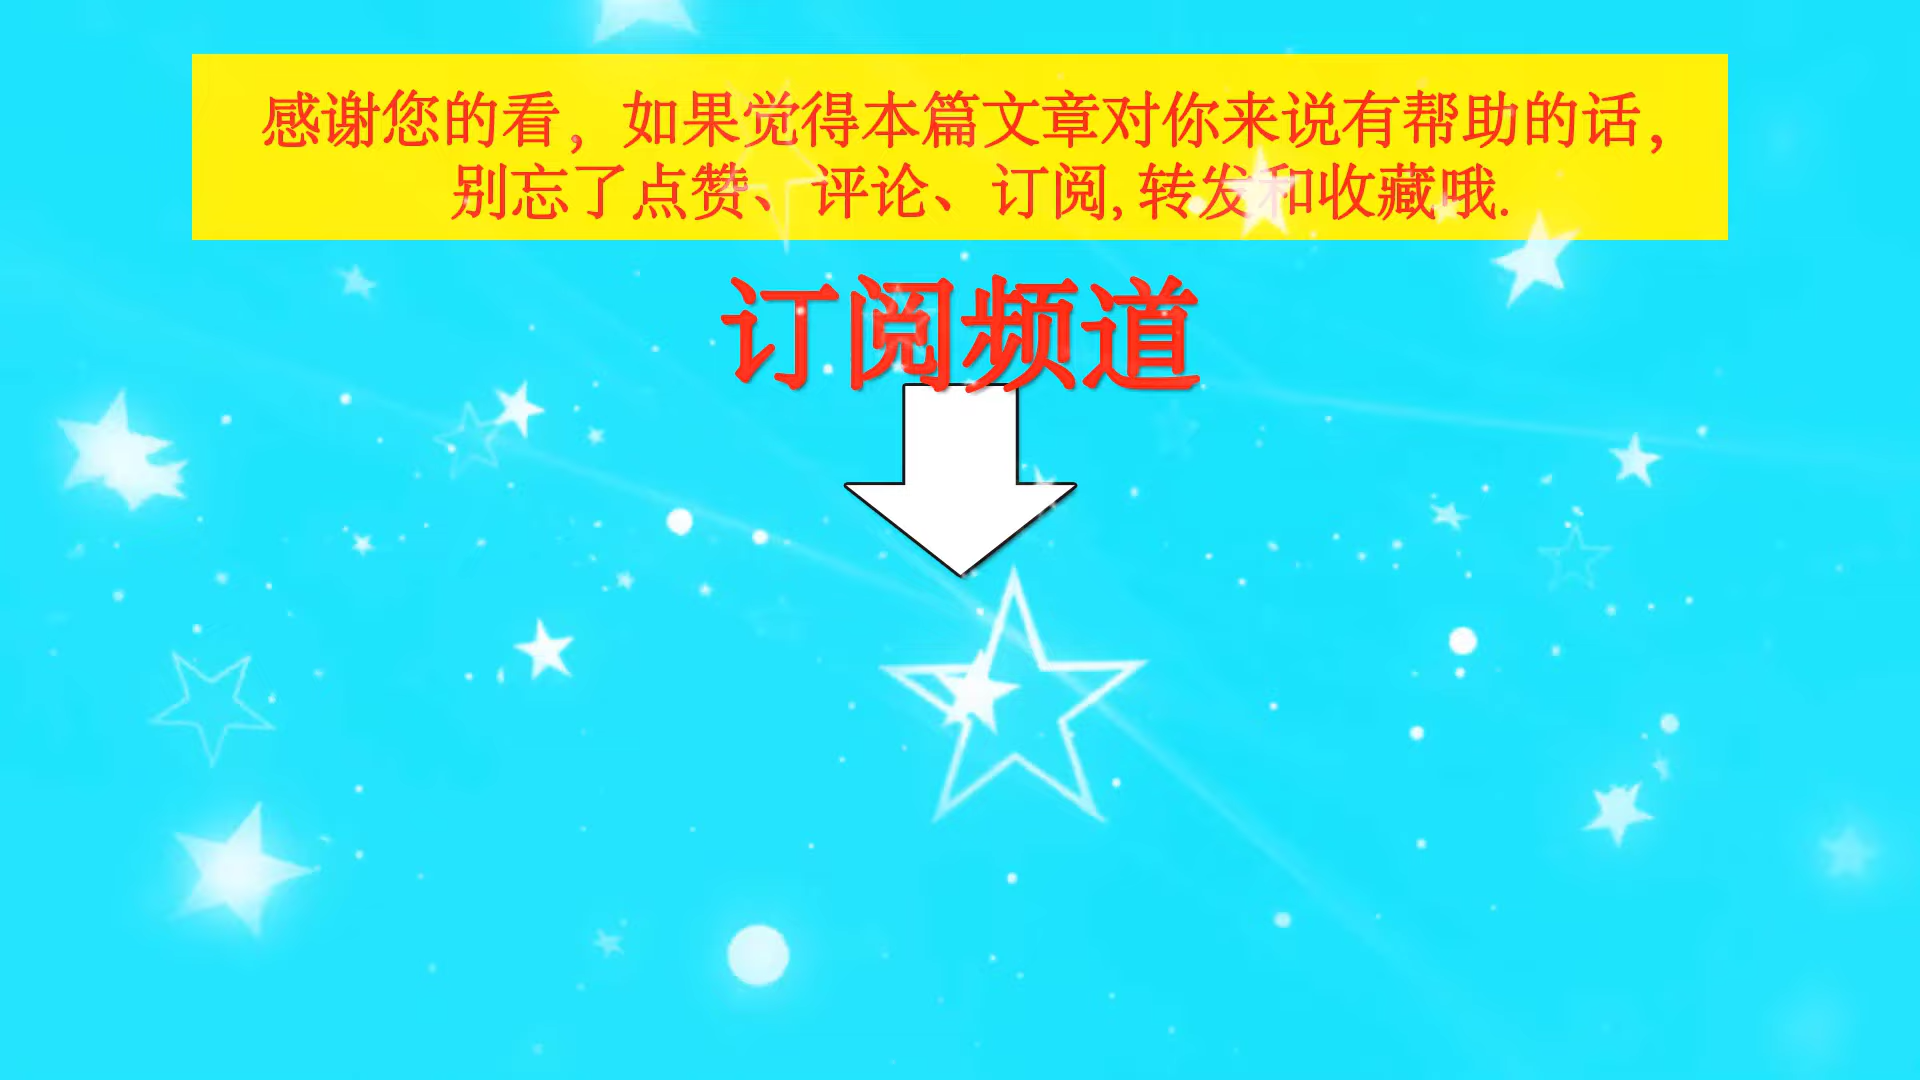 感谢您的看，如果觉得本篇文章对你来说有帮助的话，
别忘了点赞、评论、订阅,转发和收藏哦.
订阅频道